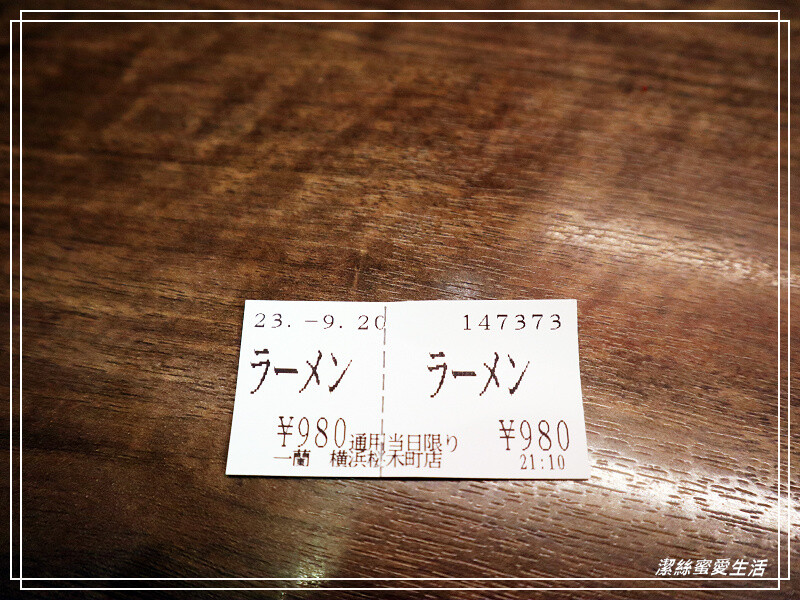 23.-9.20 147373
ラーメン ラーメン
¥980 通用当日限り ¥980
一蘭 横浜桜木町店 21:10
潔絲蜜愛生活